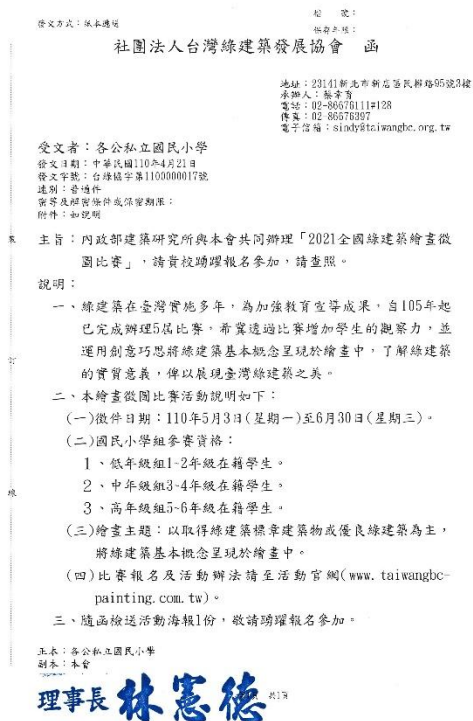 檔　　號：
保存年限：
發文方式：紙本遞送
社團法人台灣綠建築發展協會　函
地址：23141新北市新店區民權路95號3樓
承辦人：蔡幸育
電話：02-86676111#128
傳真：02-86676397
電子信箱：sindy@taiwangbc.org.tw
受文者：各公私立國民小學
發文日期：中華民國110年4月21日
發文字號：台綠協字第1100000017號
速別：普通件
密等及解密條件或保密期限：
附件：如說明
主旨：內政部建築研究所與本會共同辦理「2021全國綠建築繪畫徵
圖比賽」，請貴校踴躍報名參加，請查照。
說明：
一、綠建築在臺灣實施多年，為加強教育宣導成果，自105年起
已完成辦理5屆比賽，希冀透過比賽增加學生的觀察力，並
運用創意巧思將綠建築基本概念呈現於繪畫中，了解綠建築
的實質意義，俾以展現臺灣綠建築之美。
二、本繪畫徵圖比賽活動說明如下：
(一)徵件日期：110年5月3日(星期一)至6月30日(星期三)。
(二)國民小學組參賽資格：
1、低年級組1-2年級在籍學生。
2、中年級組3-4年級在籍學生。
3、高年級組5-6年級在籍學生。
(三)繪畫主題：以取得綠建築標章建築物或優良綠建築為主，
將綠建築基本概念呈現於繪畫中。
(四)比賽報名及活動辦法請至活動官網(www.taiwangbc-
painting.com.tw)。
三、隨函檢送活動海報1份，敬請踴躍報名參加。
裝
訂
線
正本：各公私立國民小學
副本：本會
理事長 林憲德
共1頁